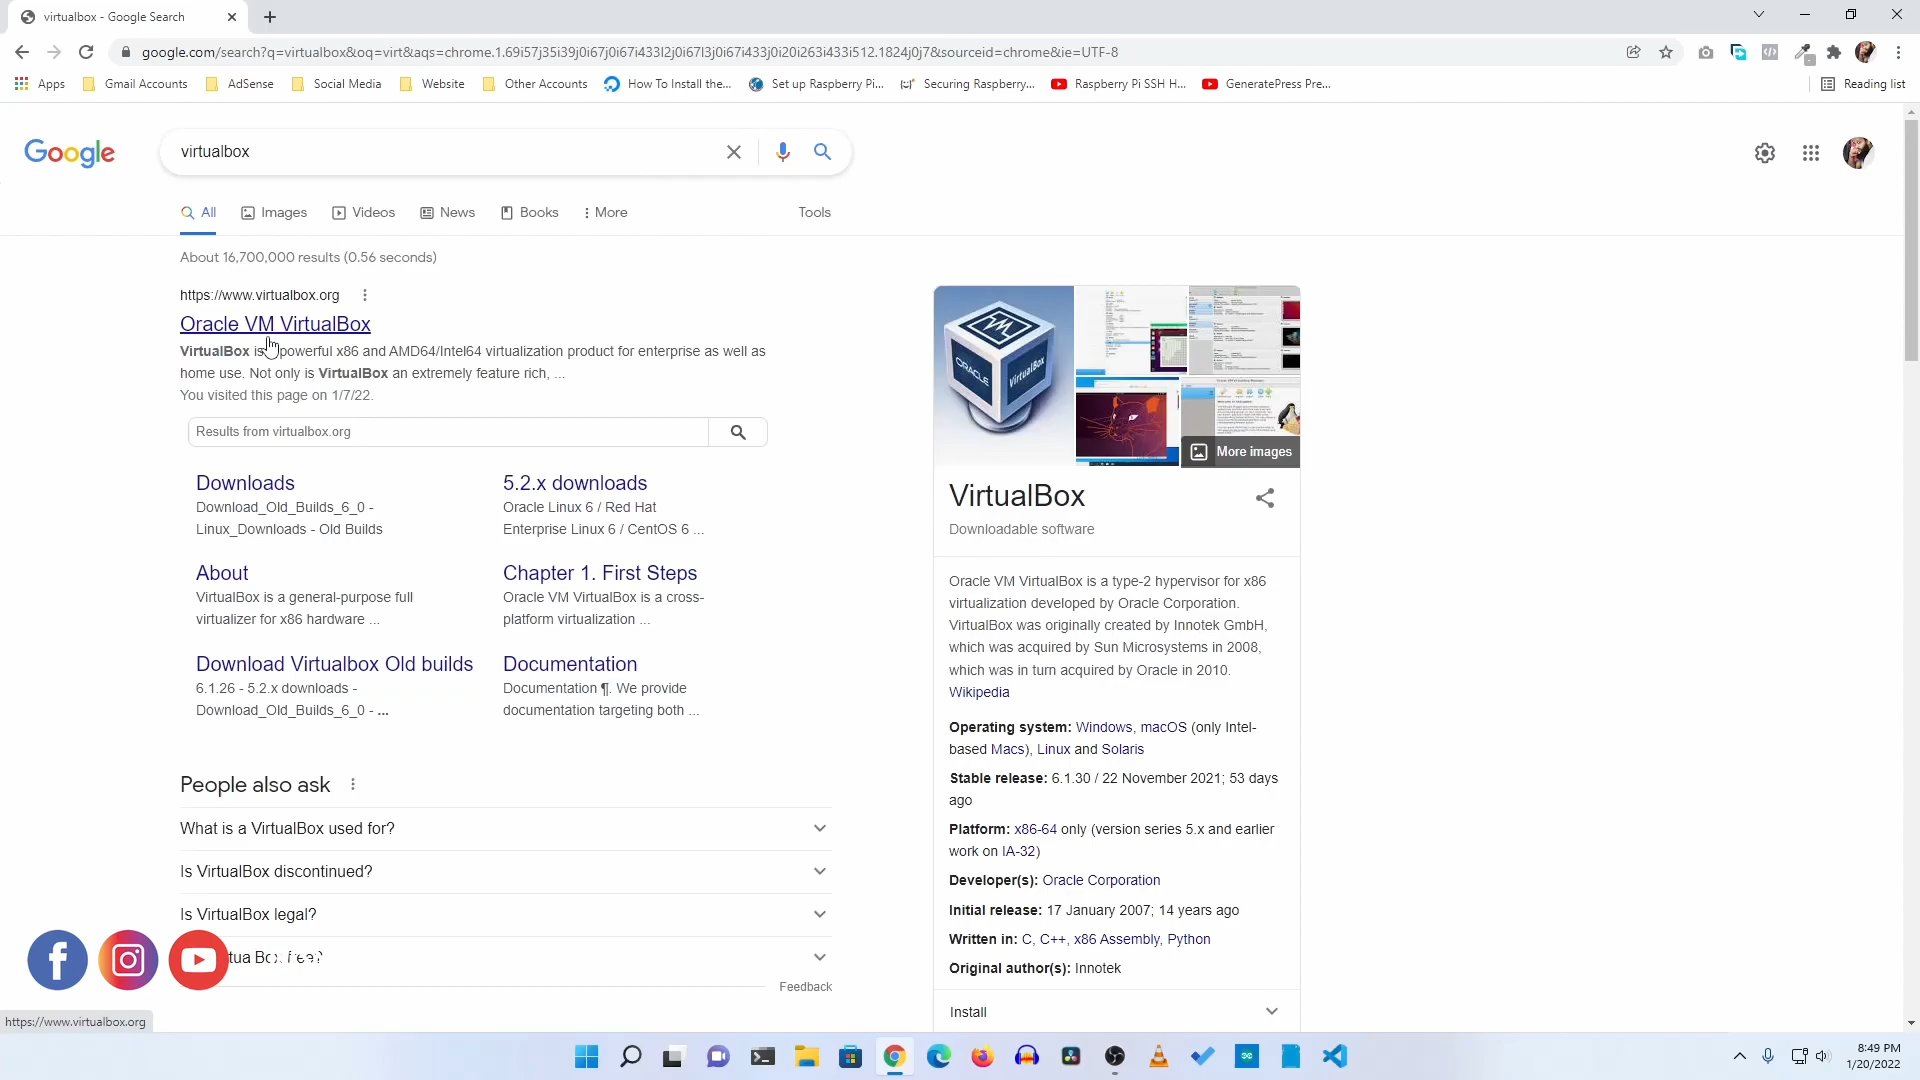 virtualbox - Google Search
google.com/search?q=virtualbox&oq=virt&aqs=chrome.1.69i57j35i39j0i67j0i67i433l2j0i67l3j0i67i433j0i20i263i433i512.1824j0j7&sourceid=chrome&ie=UTF-8
Apps Gmail Accounts AdSense Social Media Website Other Accounts How To Install the... Set up Raspberry Pi... Securing Raspberry... Raspberry Pi SSH H... GeneratePress Pre... Reading list
Google virtualbox
All Images Videos News Books More Tools
About 16,700,000 results (0.56 seconds)
https://www.virtualbox.org
Oracle VM VirtualBox
VirtualBox is powerful x86 and AMD64/Intel64 virtualization product for enterprise as well as
home use. Not only is VirtualBox an extremely feature rich, ...
You visited this page on 1/7/22.
Results from virtualbox.org
Downloads
Download_Old_Builds_6_0 -
Linux_Downloads - Old Builds
5.2.x downloads
Oracle Linux 6 / Red Hat
Enterprise Linux 6 / CentOS 6 ...
About
VirtualBox is a general-purpose full
virtualizer for x86 hardware ...
Chapter 1. First Steps
Oracle VM VirtualBox is a cross-
platform virtualization ...
Download Virtualbox Old builds
6.1.26 - 5.2.x downloads -
Download_Old_Builds_6_0 - ...
Documentation
Documentation ¶. We provide
documentation targeting both ...
People also ask
What is a VirtualBox used for?
Is VirtualBox discontinued?
Is VirtualBox legal?
Feedback
ORACLE VirtualBox
More images
VirtualBox
Downloadable software
Oracle VM VirtualBox is a type-2 hypervisor for x86
virtualization developed by Oracle Corporation.
VirtualBox was originally created by Innotek GmbH,
which was acquired by Sun Microsystems in 2008,
which was in turn acquired by Oracle in 2010.
Wikipedia
Operating system: Windows, macOS (only Intel-
based Macs), Linux and Solaris
Stable release: 6.1.30 / 22 November 2021; 53 days
ago
Platform: x86-64 only (version series 5.x and earlier
work on IA-32)
Developer(s): Oracle Corporation
Initial release: 17 January 2007; 14 years ago
Written in: C, C++, x86 Assembly, Python
Original author(s): Innotek
Install
https://www.virtualbox.org
8:49 PM
1/20/2022